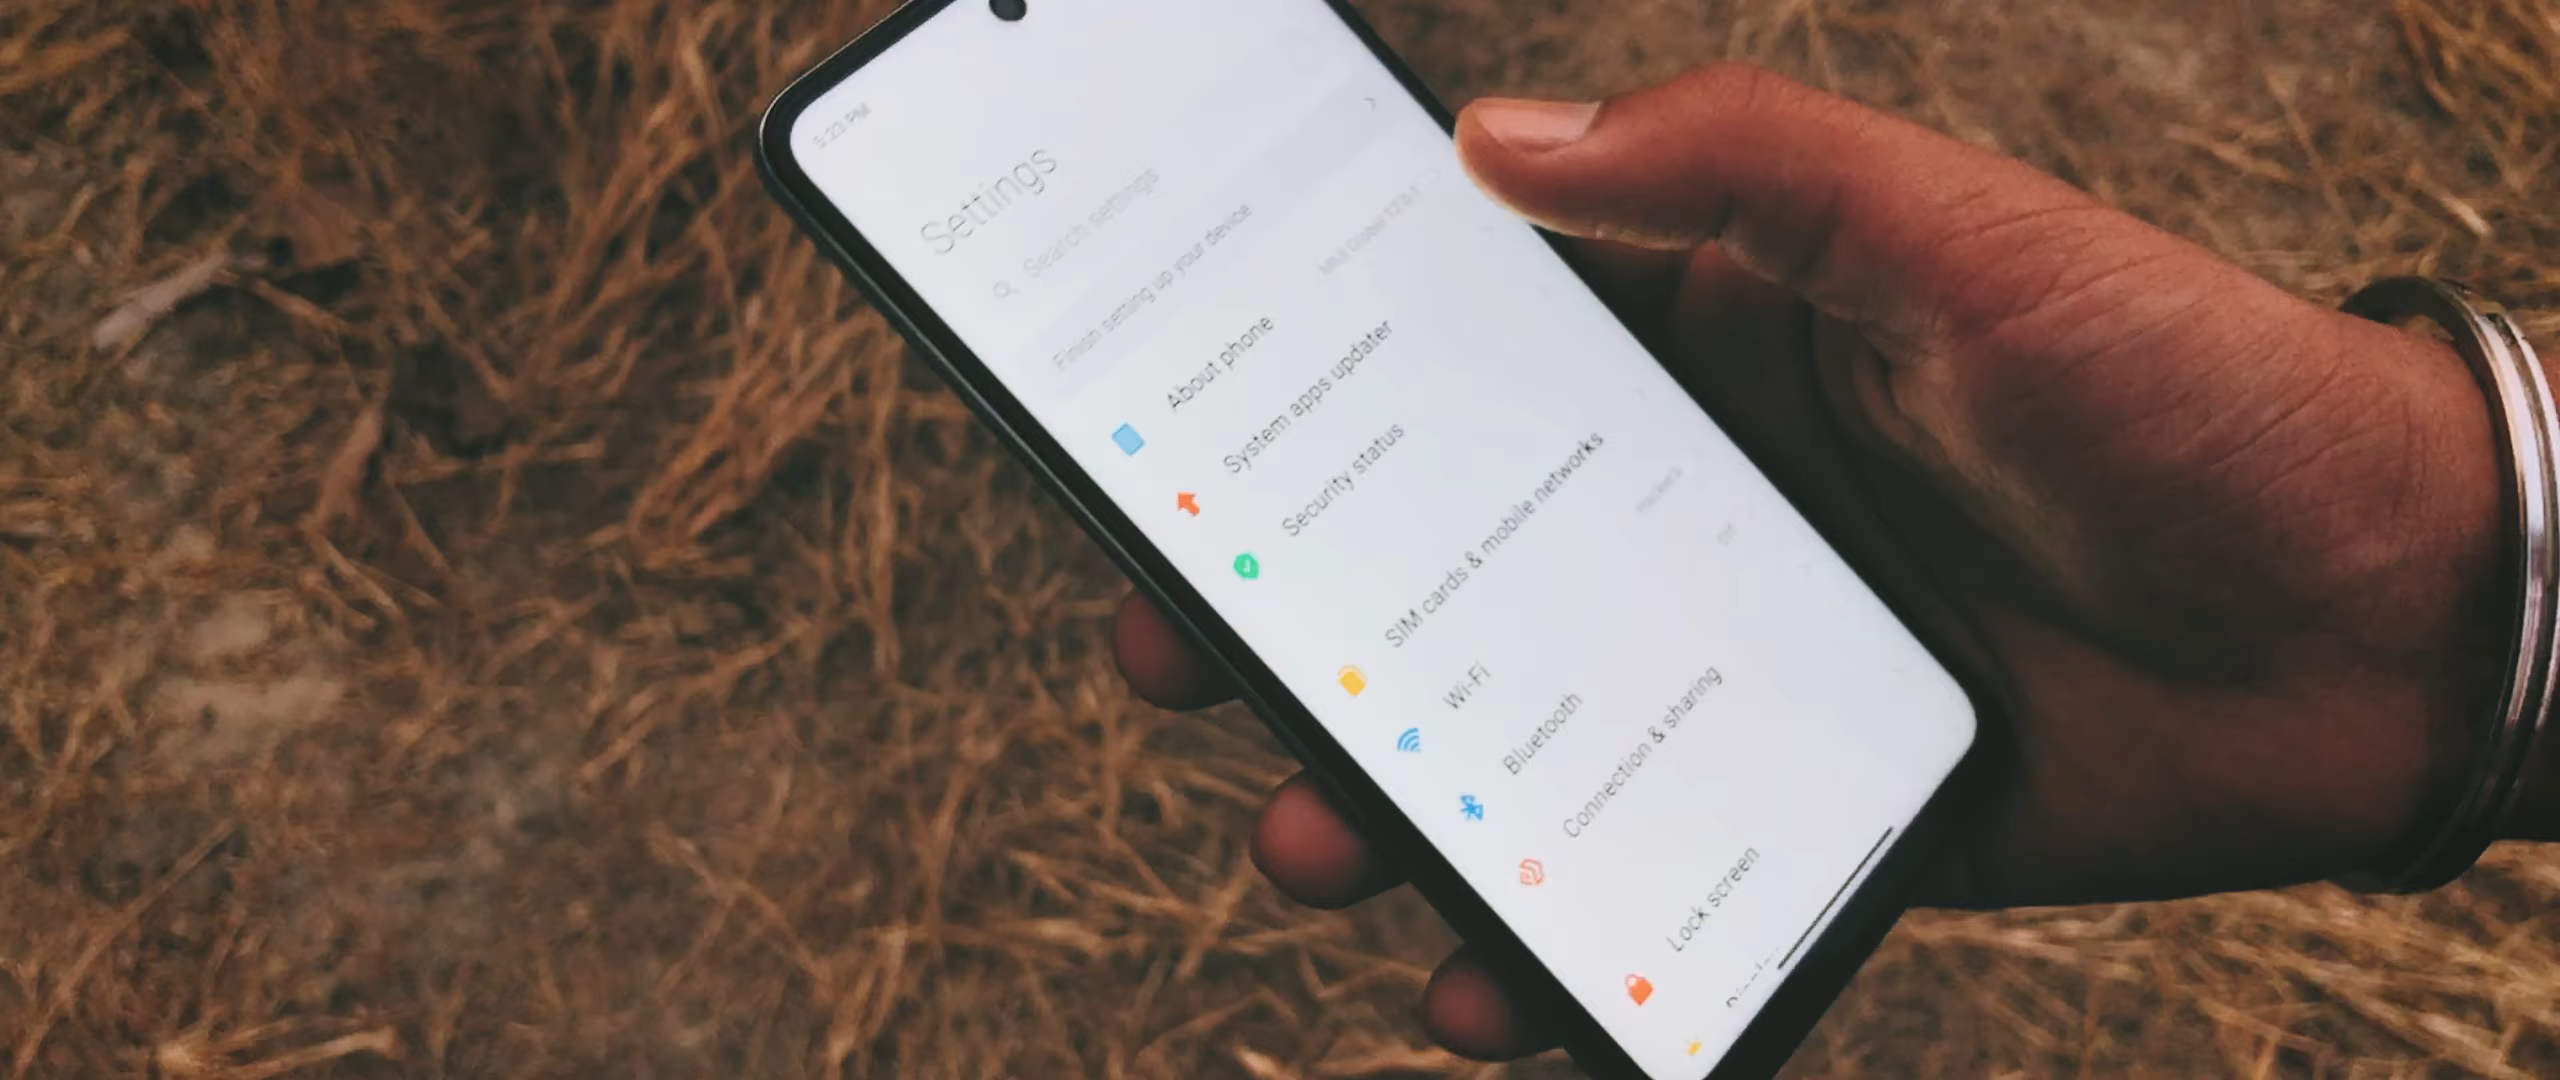 Settings
Search settings
Finish setting up your device
About phone
System apps updater
Security status
SIM cards & mobile networks
Wi-Fi
Bluetooth
Off
Connection & sharing
Lock screen